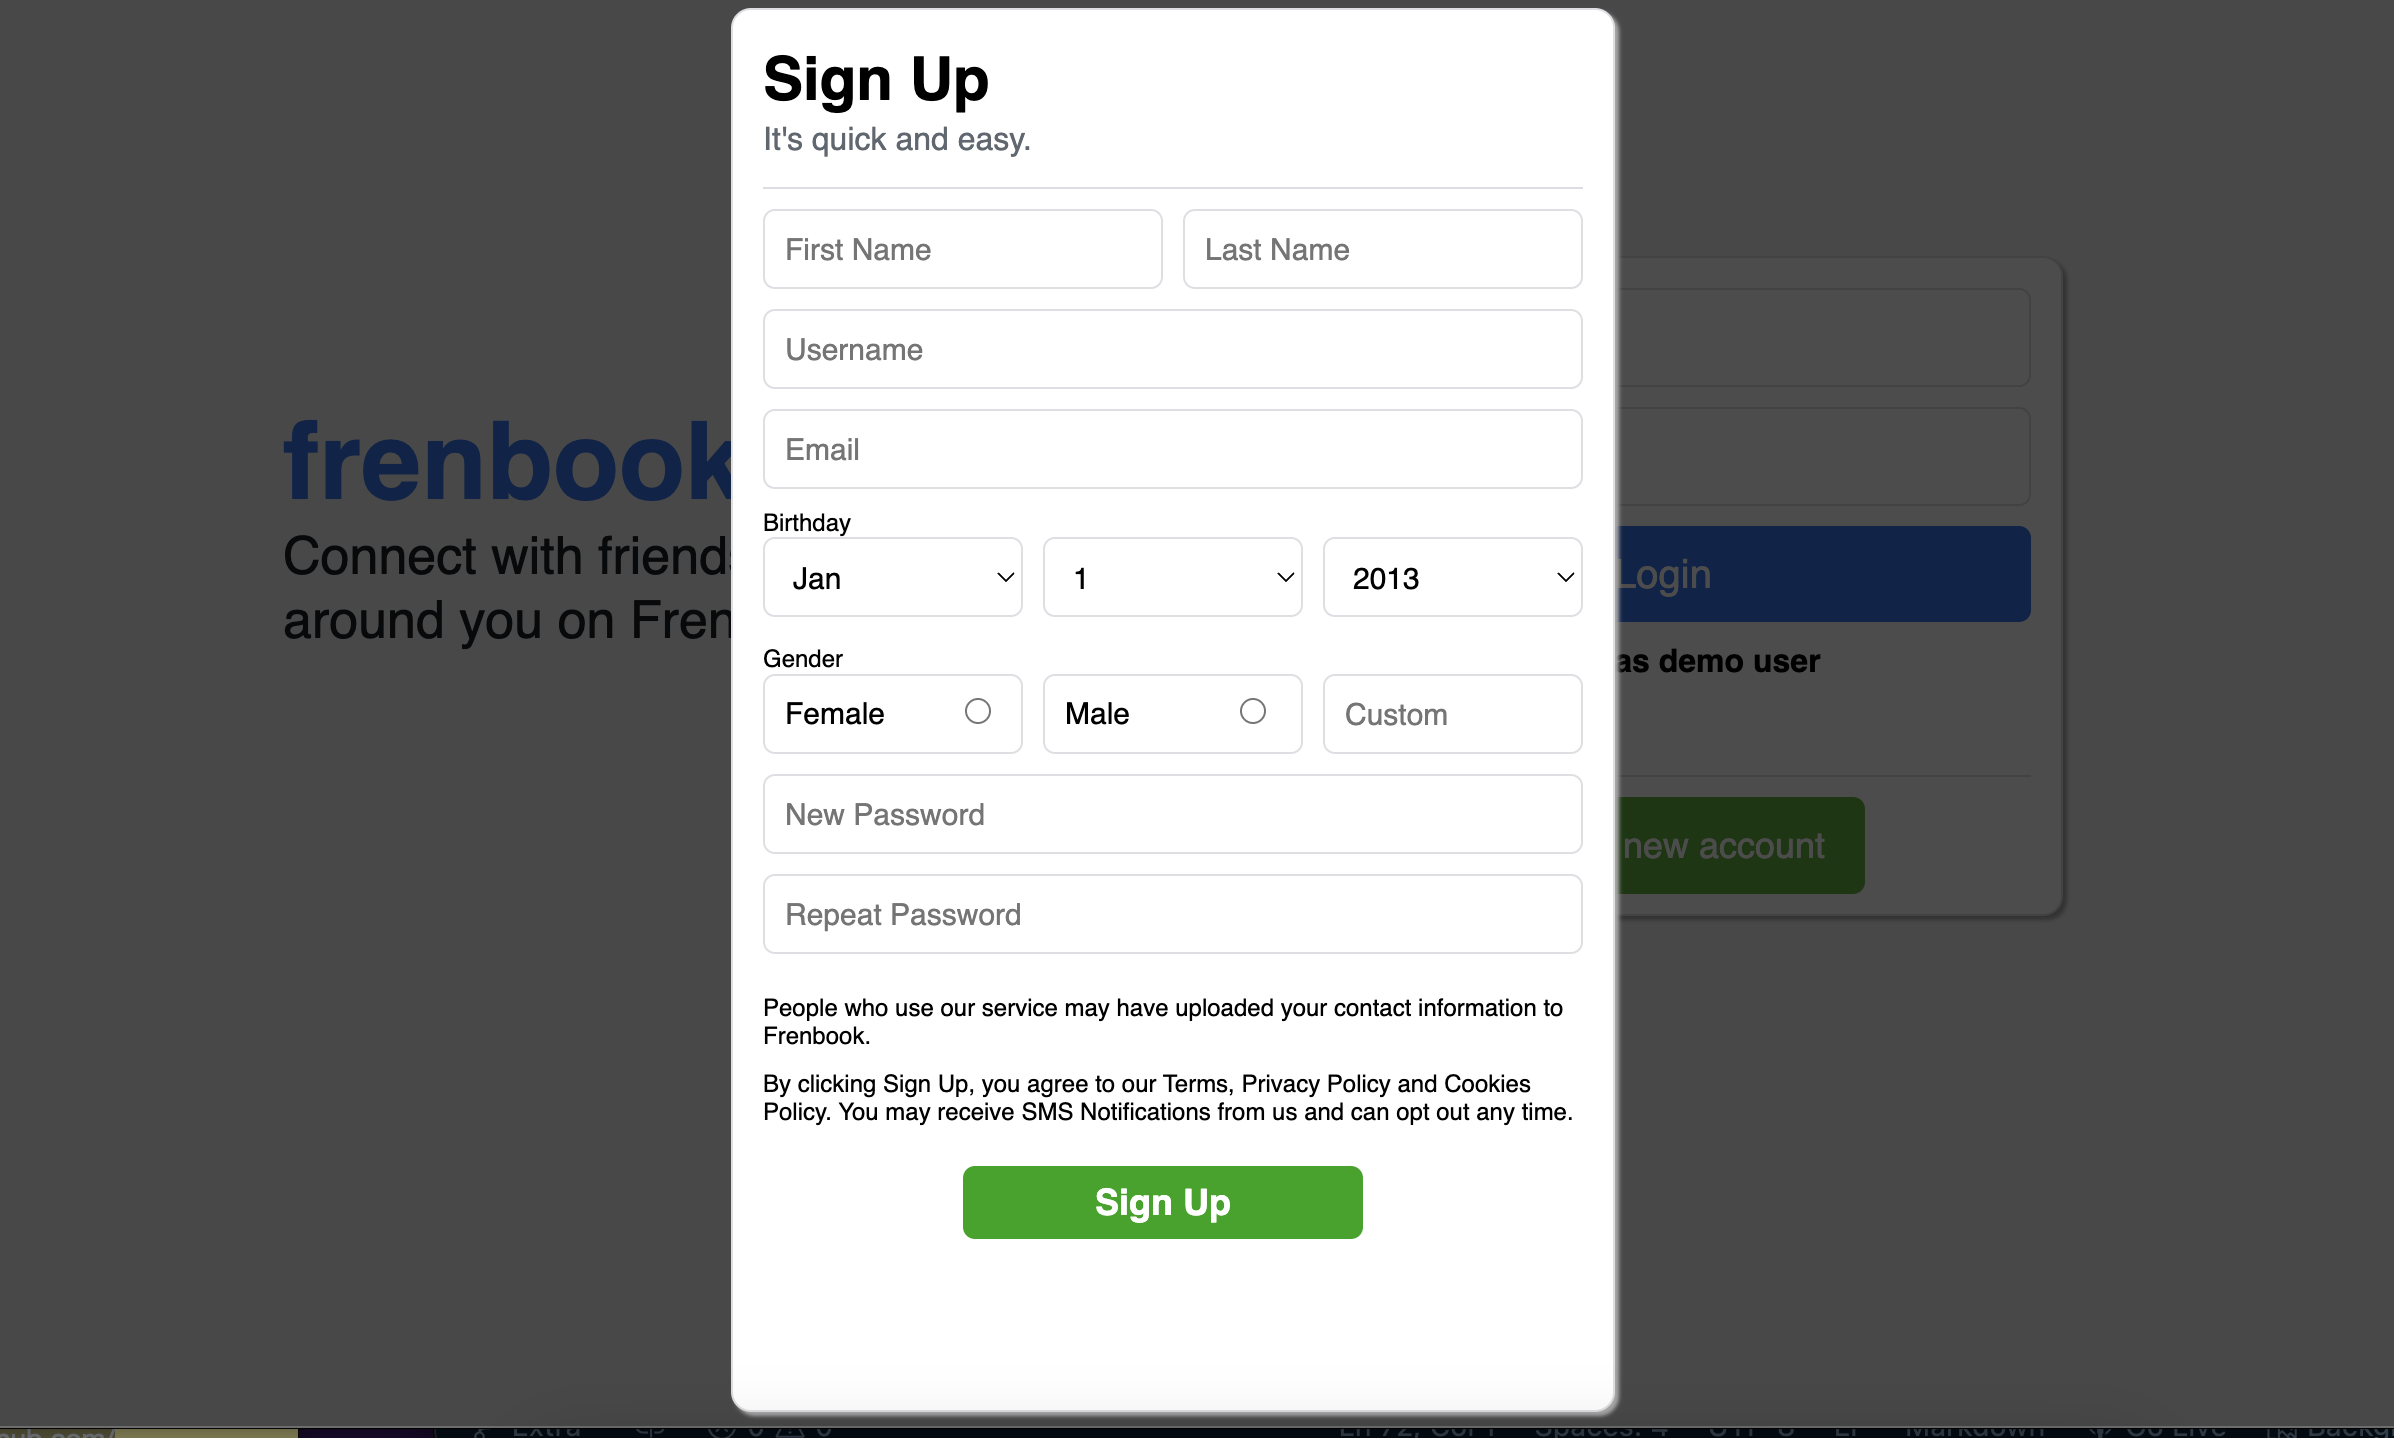 Sign Up
It's quick and easy.
First Name
Last Name
Username
Email
Birthday
Jan
1
2013
Gender
Female
Male
Custom
New Password
Repeat Password
People who use our service may have uploaded your contact information to
Frenbook.
By clicking Sign Up, you agree to our Terms, Privacy Policy and Cookies
Policy. You may receive SMS Notifications from us and can opt out any time.
Sign Up
frenbook
Connect with
around you on
Login
as demo user
new account
Extra
Markdown
Go Live